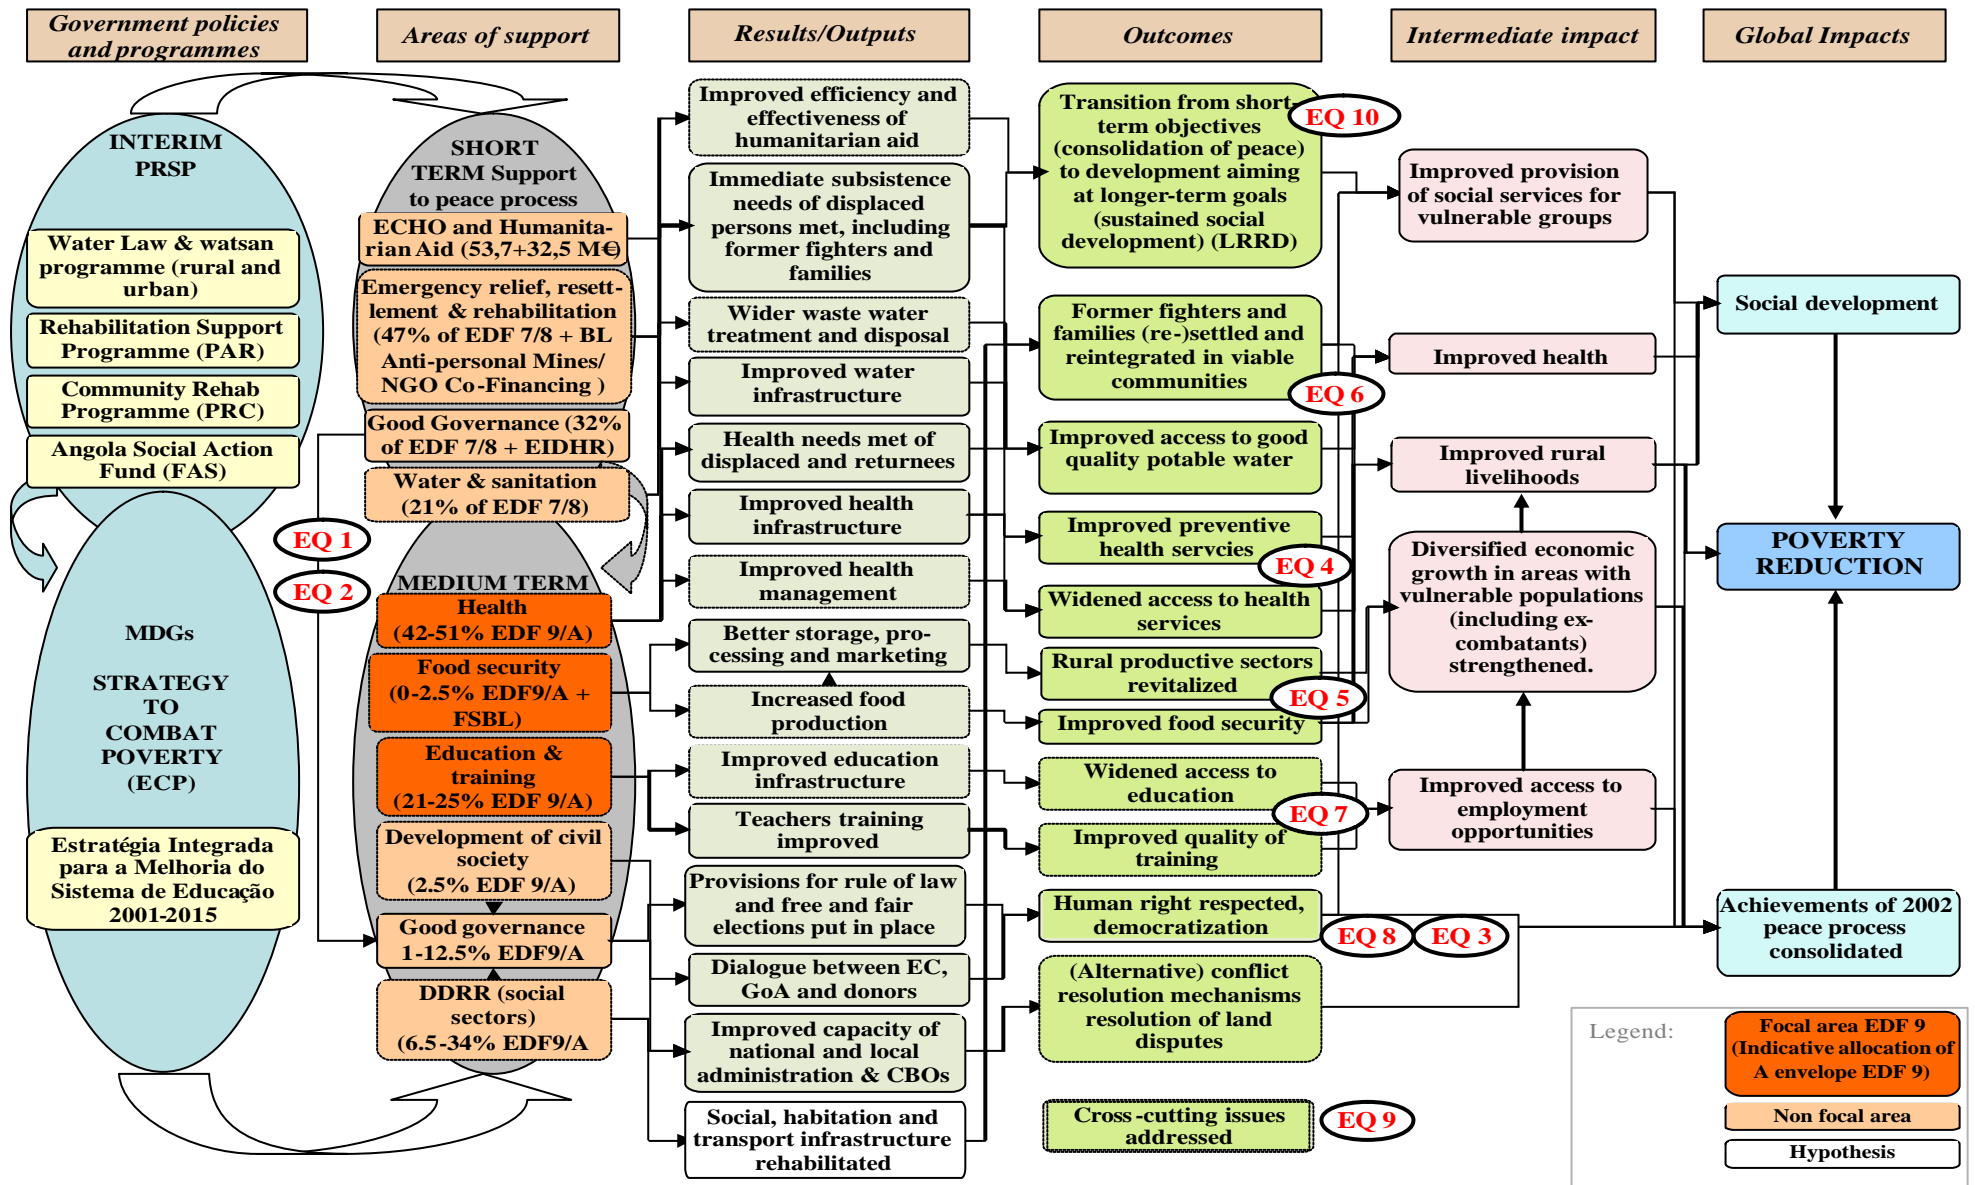 Government policies
and programmes
Areas of support
Results/Outputs
Outcomes
Intermediate impact
Global Impacts
INTERIM
PRSP
Water Law & watsan
programme (rural and
urban)
Rehabilitation Support
Programme (PAR)
Community Rehab
Programme (PRC)
Angola Social Action
Fund (FAS)
MDGs
STRATEGY
TO
COMBAT
POVERTY
(ECP)
Estratégia Integrada
para a Melhoria do
Sistema de Educação
2001-2015
EQ 1
EQ 2
SHORT
TERM Support
to peace process
ECHO and Humanita-
rian Aid (53,7+32,5 M€)
Emergency relief, resett-
lement & rehabilitation
(47% of EDF 7/8 + BL
Anti-personal Mines/
NGO Co-Financing )
Good Governance (32%
of EDF 7/8 + EIDHR)
Water & sanitation
(21% of EDF 7/8)
MEDIUM TERM
Health
(42-51% EDF 9/A)
Food security
(0-2.5% EDF9/A +
FSBL)
Education &
training
(21-25% EDF 9/A)
Development of civil
society
(2.5% EDF 9/A)
Good governance
1-12.5% EDF9/A
DDRR (social
sectors)
(6.5-34% EDF9/A
Improved efficiency and
effectiveness of
humanitarian aid
Immediate subsistence
needs of displaced
persons met, including
former fighters and
families
Wider waste water
treatment and disposal
Improved water
infrastructure
Health needs met of
displaced and returnees
Improved health
infrastructure
Improved health
management
Better storage, pro-
cessing and marketing
Increased food
production
Improved education
infrastructure
Teachers training
improved
Provisions for rule of law
and free and fair
elections put in place
Dialogue between EC,
GoA and donors
Improved capacity of
national and local
administration & CBOs
Social, habitation and
transport infrastructure
rehabilitated
Transition from short-
term objectives
(consolidation of peace)
to development aiming
at longer-term goals
(sustained social
development) (LRRD)
EQ 10
Former fighters and
families (re-)settled and
reintegrated in viable
communities
EQ 6
Improved access to good
quality potable water
Improved preventive
health servcies
EQ 4
Widened access to health
services
Rural productive sectors
revitalized
EQ 5
Improved food security
Widened access to
education
EQ 7
Improved quality of
training
Human right respected,
democratization
EQ 8
EQ 3
(Alternative) conflict
resolution mechanisms
resolution of land
disputes
Cross-cutting issues
addressed
EQ 9
Improved provision
of social services for
vulnerable groups
Improved health
Improved rural
livelihoods
Diversified economic
growth in areas with
vulnerable populations
(including ex-
combatants)
strengthened.
Improved access to
employment
opportunities
Social development
POVERTY
REDUCTION
Achievements of 2002
peace process
consolidated
Legend:
Focal area EDF 9
(Indicative allocation of
A envelope EDF 9)
Non focal area
Hypothesis